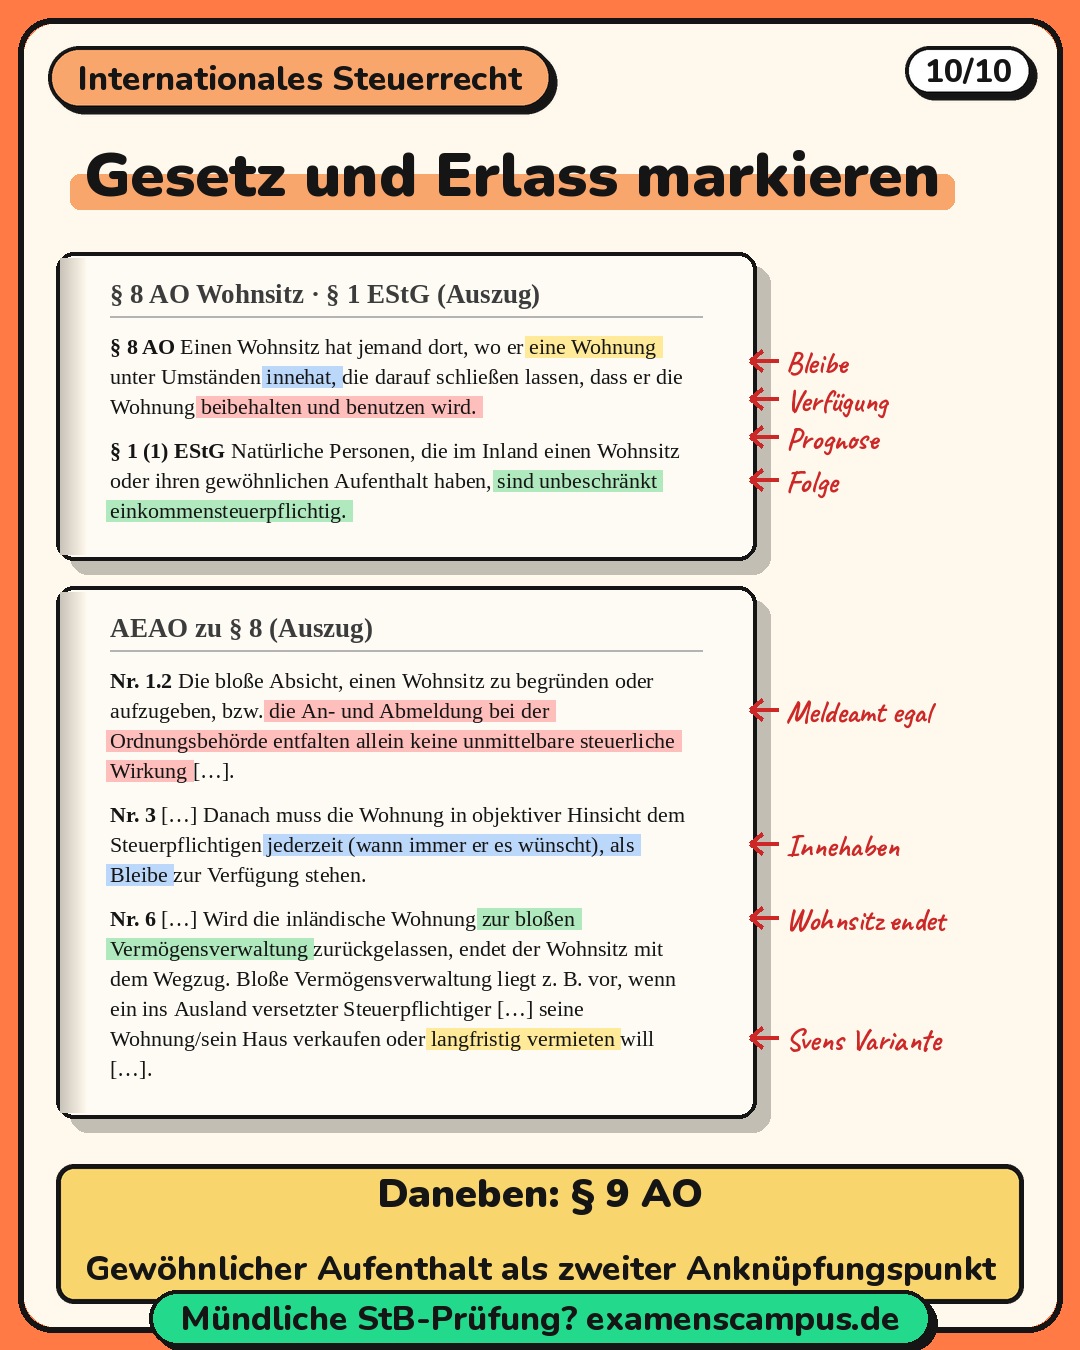 Internationales Steuerrecht
10/10
Gesetz und Erlass markieren
§ 8 AO Wohnsitz · § 1 EStG (Auszug)
§ 8 AO Einen Wohnsitz hat jemand dort, wo er eine Wohnung
unter Umständen innehat, die darauf schließen lassen, dass er die
Wohnung beibehalten und benutzen wird.
§ 1 (1) EStG Natürliche Personen, die im Inland einen Wohnsitz
oder ihren gewöhnlichen Aufenthalt haben, sind unbeschränkt
einkommensteuerpflichtig.
Bleibe
Verfügung
Prognose
Folge
AEAO zu § 8 (Auszug)
Nr. 1.2 Die bloße Absicht, einen Wohnsitz zu begründen oder
aufzugeben, bzw. die An- und Abmeldung bei der
Ordnungsbehörde entfalten allein keine unmittelbare steuerliche
Wirkung […].
Nr. 3 […] Danach muss die Wohnung in objektiver Hinsicht dem
Steuerpflichtigen jederzeit (wann immer er es wünscht), als
Bleibe zur Verfügung stehen.
Nr. 6 […] Wird die inländische Wohnung zur bloßen
Vermögensverwaltung zurückgelassen, endet der Wohnsitz mit
dem Wegzug. Bloße Vermögensverwaltung liegt z. B. vor, wenn
ein ins Ausland versetzter Steuerpflichtiger […] seine
Wohnung/sein Haus verkaufen oder langfristig vermieten will
[…].
Meldeamt egal
Innehaben
Wohnsitz endet
Svens Variante
Daneben: § 9 AO
Gewöhnlicher Aufenthalt als zweiter Anknüpfungspunkt
Mündliche StB-Prüfung? examenscampus.de